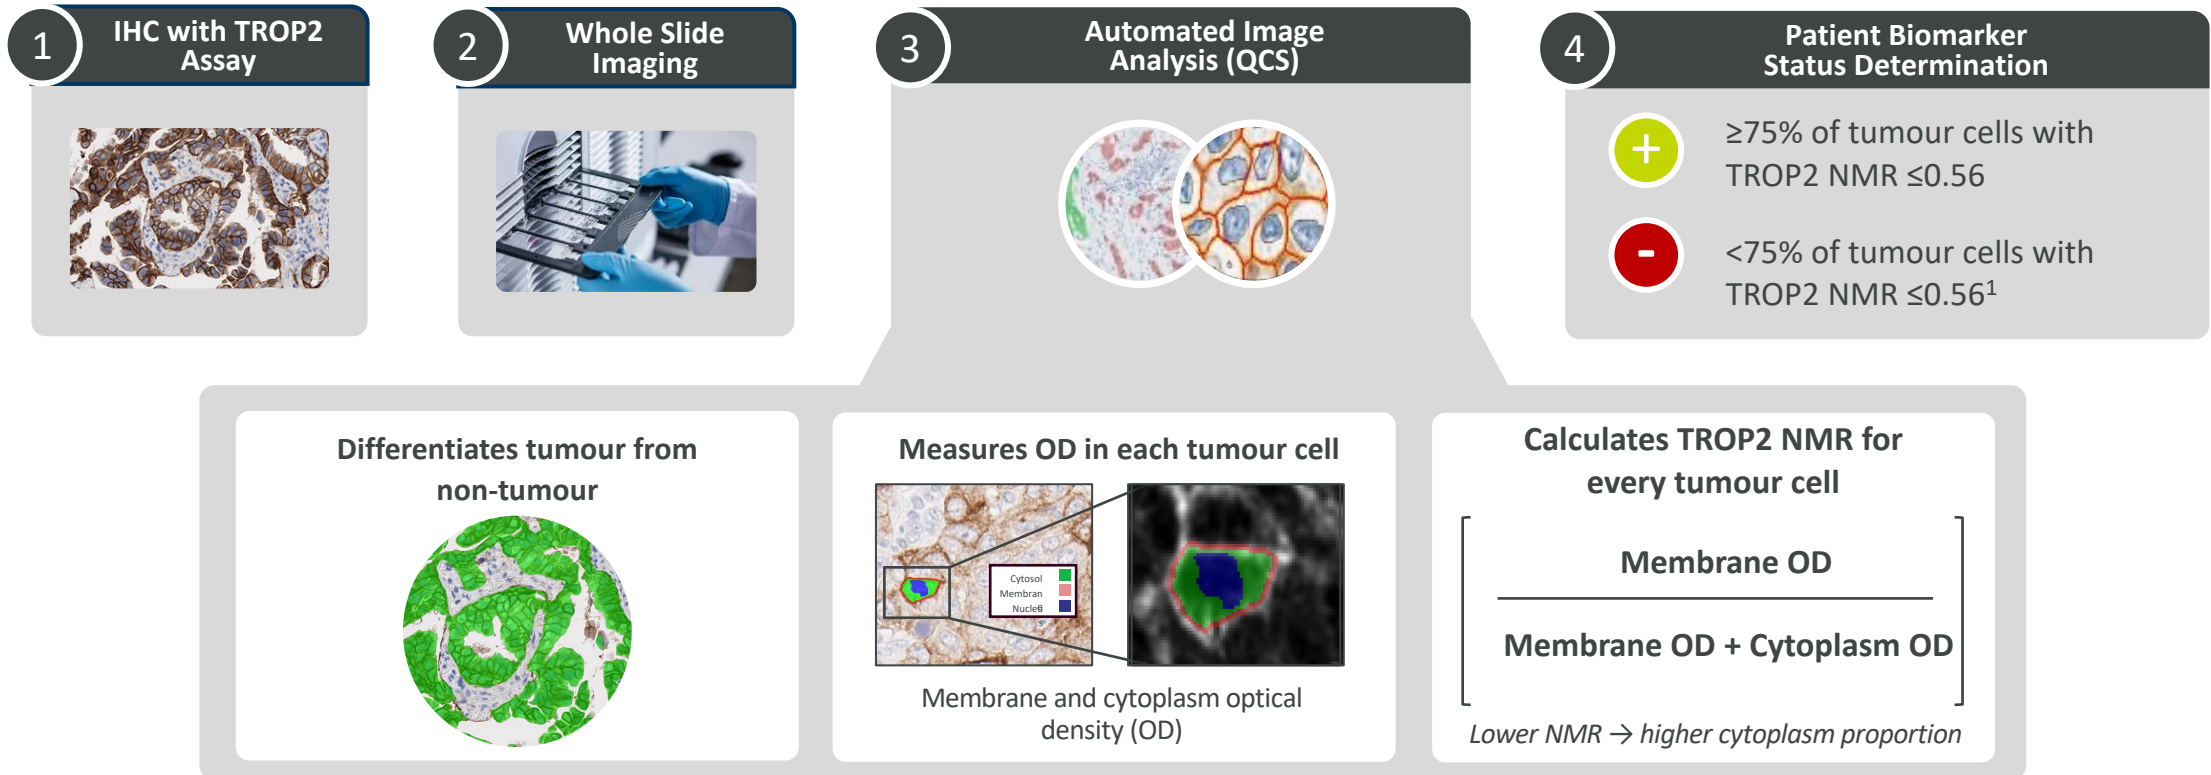 1
IHC with TROP2
Assay
2
Whole Slide
Imaging
3
Automated Image
Analysis (QCS)
4
Patient Biomarker
Status Determination
+
≥75% of tumour cells with
TROP2 NMR ≤0.56
-
<75% of tumour cells with
TROP2 NMR ≤0.56¹
Differentiates tumour from
non-tumour
Measures OD in each tumour cell
Cytosol
Membran
e
Nucleu
s
Membrane and cytoplasm optical
density (OD)
Calculates TROP2 NMR for
every tumour cell
Membrane OD
Membrane OD + Cytoplasm OD
Lower NMR → higher cytoplasm proportion